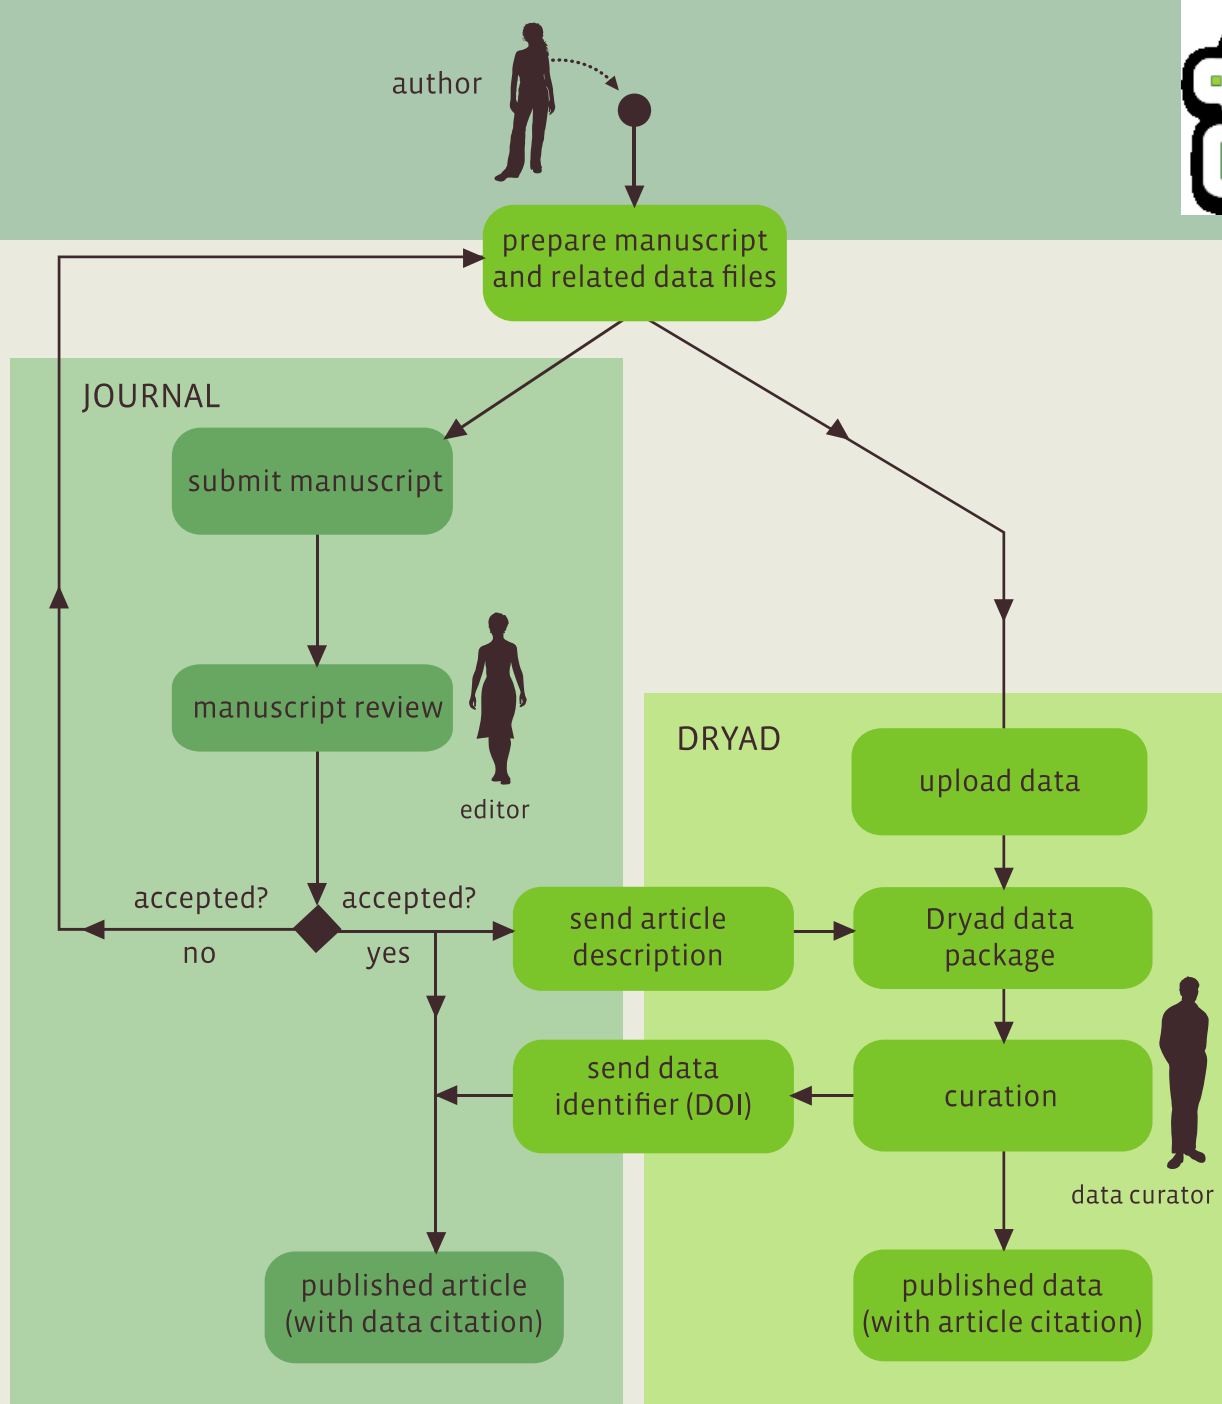 author
prepare manuscript
and related data files
JOURNAL
submit manuscript
manuscript review
editor
DRYAD
upload data
accepted?
no
accepted?
yes
send article
description
Dryad data
package
send data
identifier (DOI)
curation
data curator
published article
(with data citation)
published data
(with article citation)